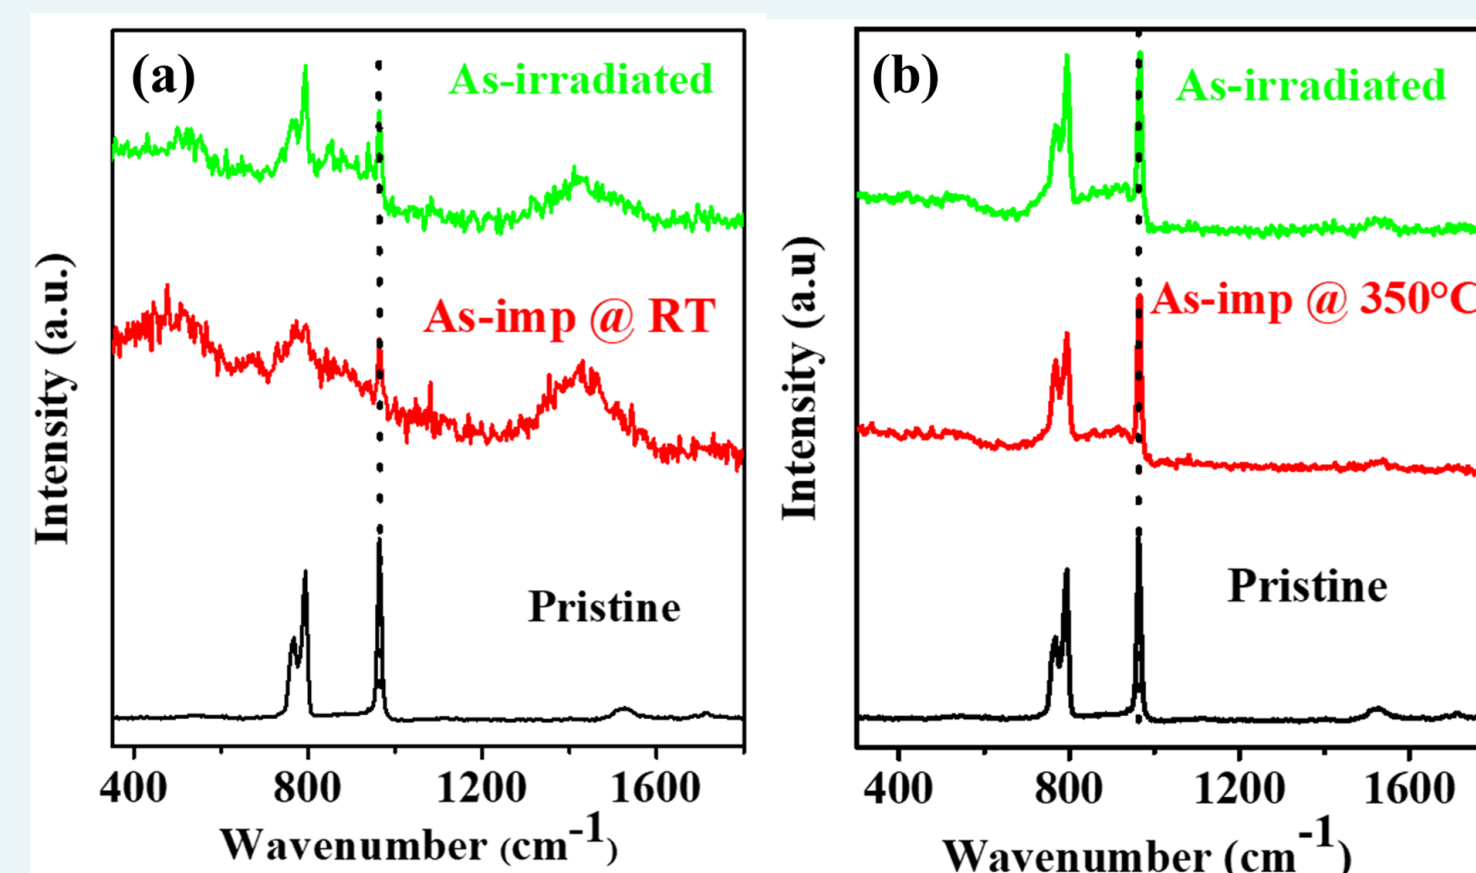 (a)
As-irradiated
As-imp @ RT
Pristine
Intensity (a.u.)
400 800 1200 1600
Wavenumber (cm-1)
(b)
As-irradiated
As-imp @ 350°C
Pristine
Intensity (a.u
400 800 1200 1600
Wavenumber (cm-1)